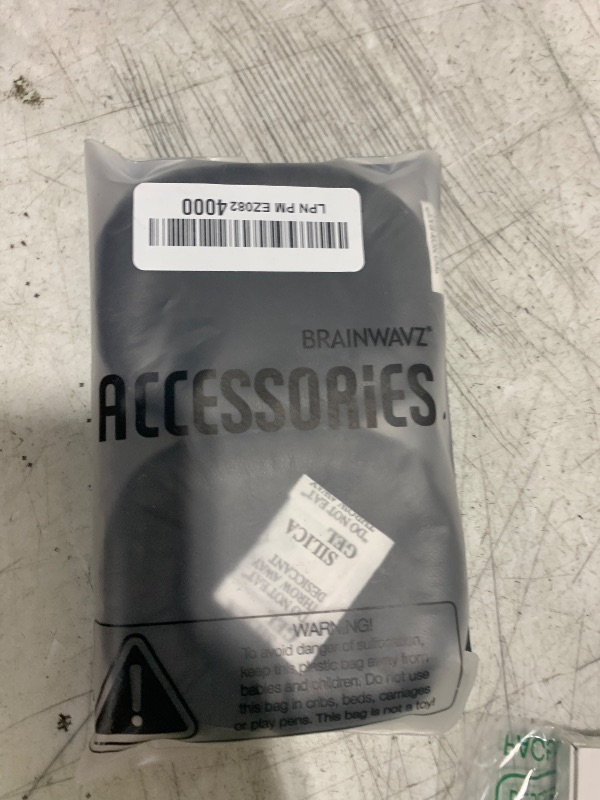 LPN PM EZ0824000
BRAINWAVZ®
ACCESSORiES
"DO NOT EAT"
THROW AWAY
SILICA
GEL
DESICCANT
THROW AWAY
DO NOT EAT"
WARNING!
To avoid danger of suffocation,
keep this plastic bag away from
babies and children. Do not use
this bag in cribs, beds, carriages
or play pens. This bag is not a toy!